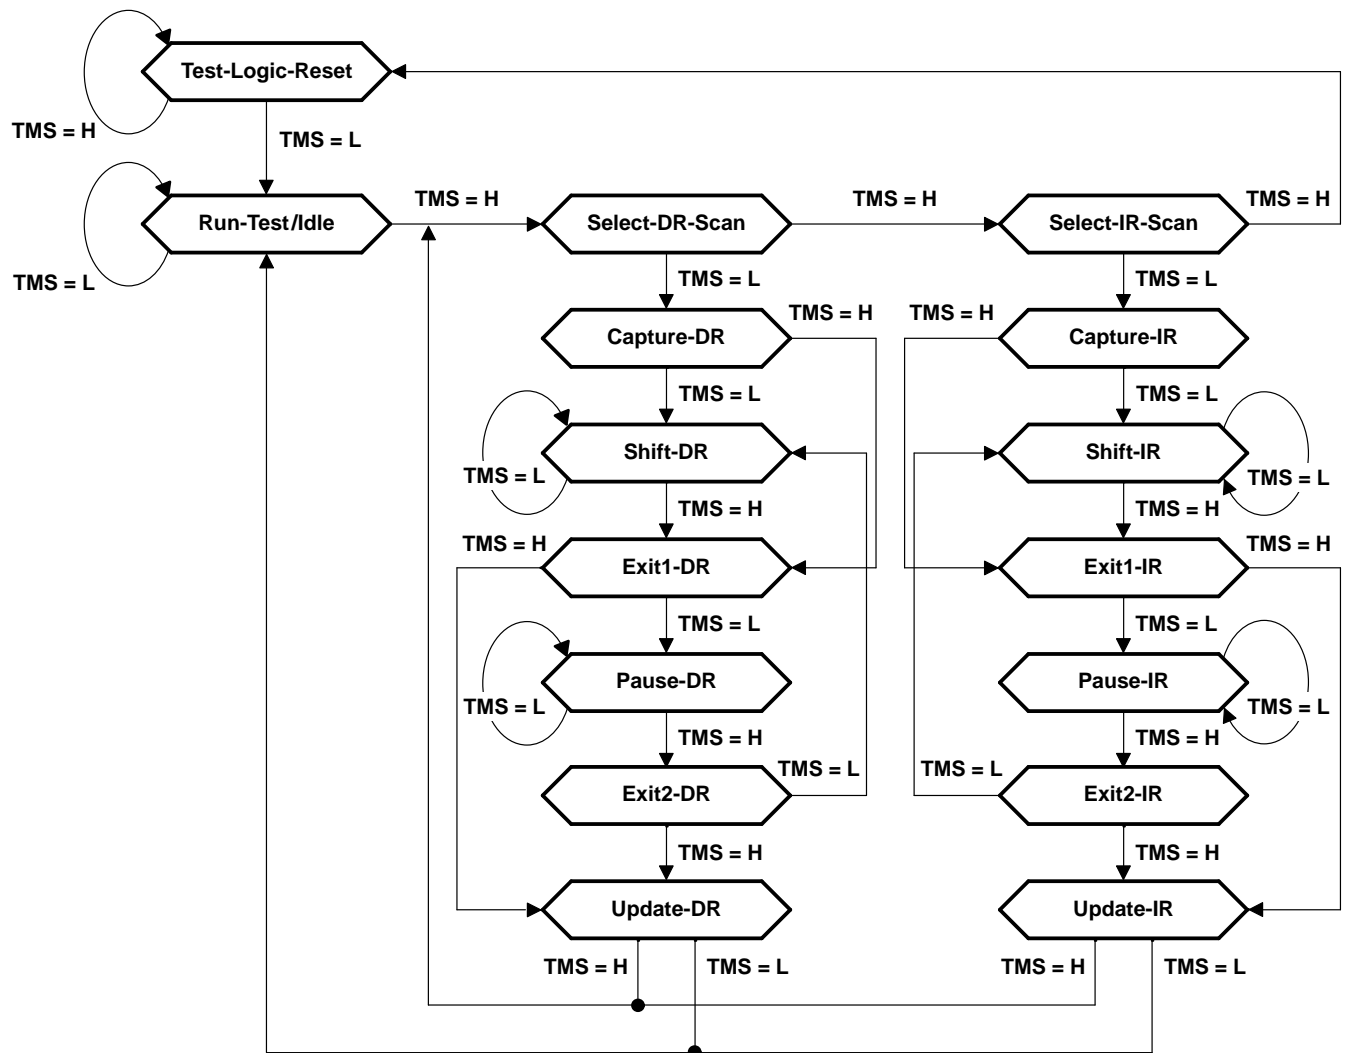 Test-Logic-Reset
TMS = H
TMS = L
Run-Test/Idle
TMS = H
Select-DR-Scan
TMS = H
Select-IR-Scan
TMS = H
TMS = L
TMS = L
TMS = L
Capture-DR
TMS = H
TMS = H
Capture-IR
TMS = L
TMS = L
Shift-DR
Shift-IR
TMS = L
TMS = L
TMS = H
TMS = H
TMS = H
Exit1-DR
Exit1-IR
TMS = H
TMS = L
TMS = L
Pause-DR
Pause-IR
TMS = L
TMS = L
TMS = H
TMS = H
Exit2-DR
TMS = L
TMS = L
Exit2-IR
TMS = H
TMS = H
Update-DR
Update-IR
TMS = H
TMS = L
TMS = H
TMS = L